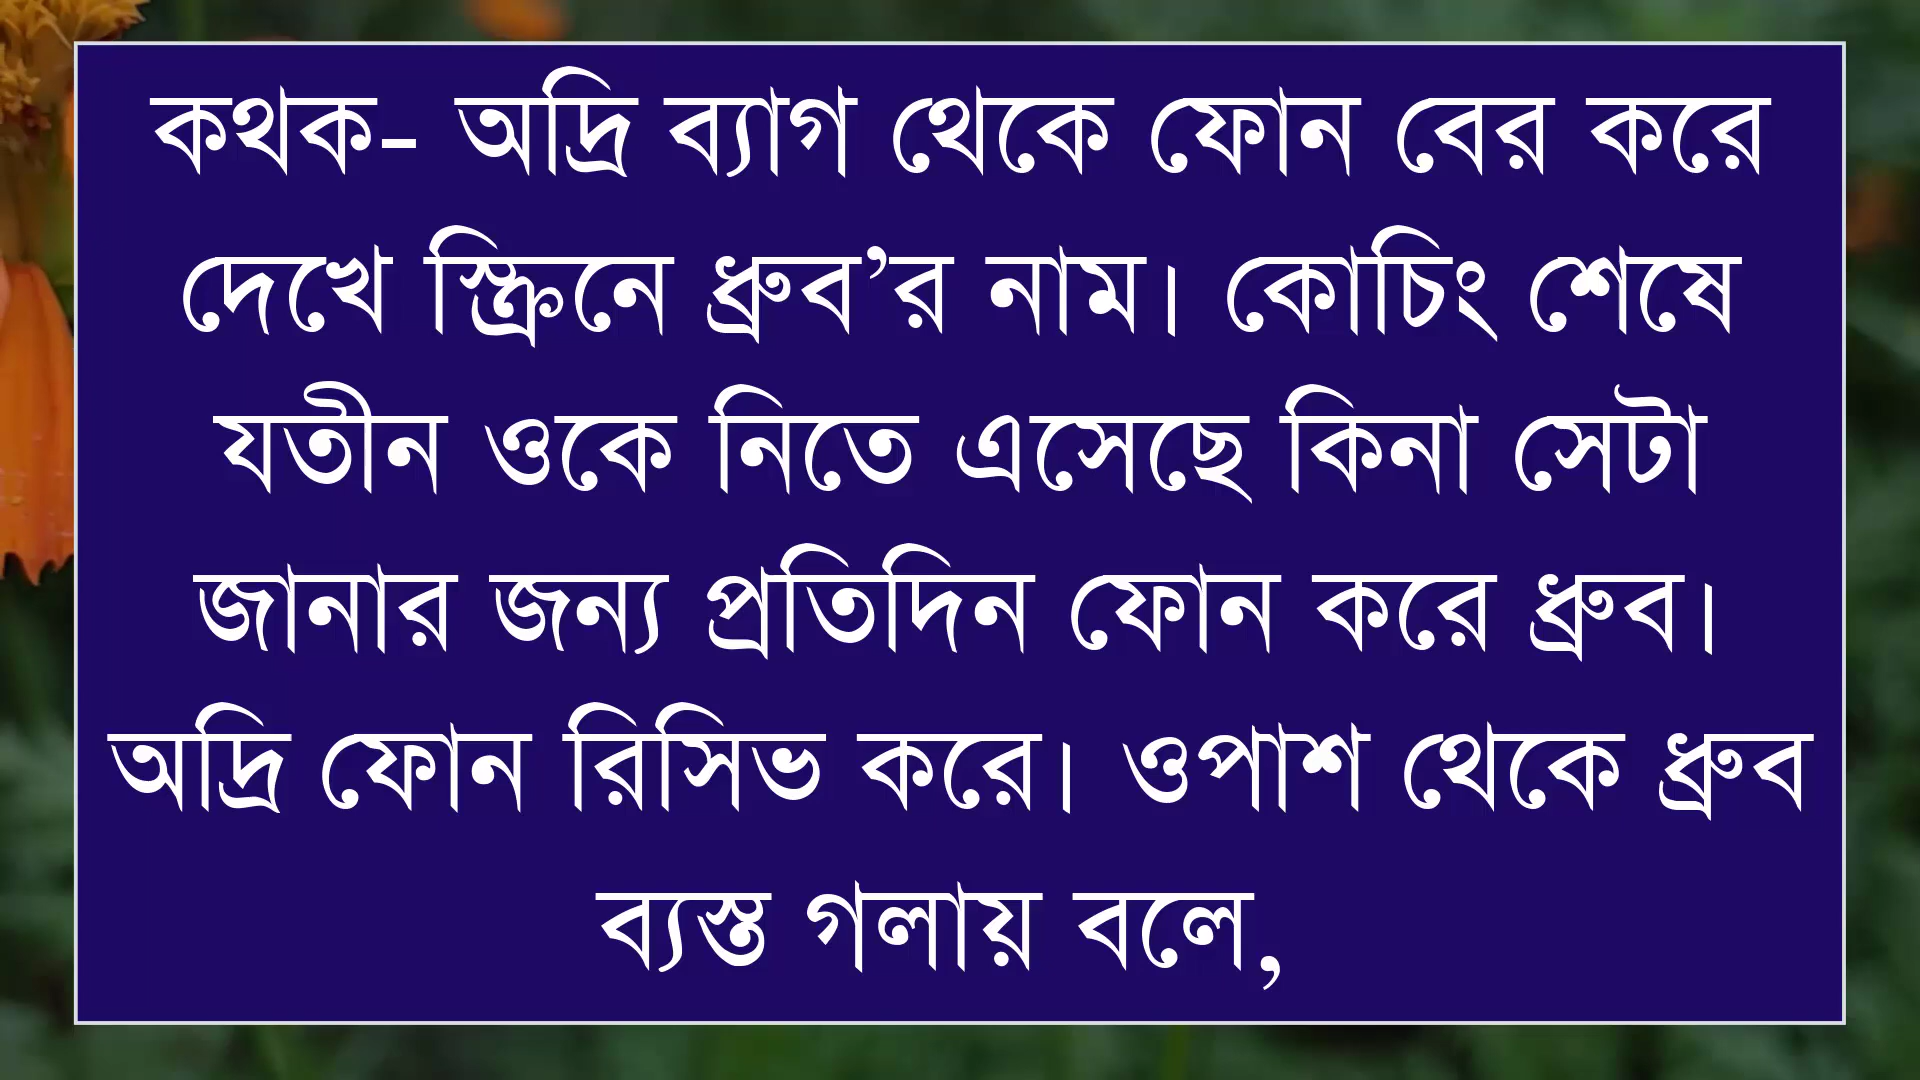 কথক- অদ্রি ব্যাগ থেকে ফোন বের করে
দেখে স্ক্রিনে ধ্রুব’র নাম। কোচিং শেষে
যতীন ওকে নিতে এসেছে কিনা সেটা
জানার জন্য প্রতিদিন ফোন করে ধ্রুব।
অদ্রি ফোন রিসিভ করে। ওপাশ থেকে ধ্রুব
ব্যস্ত গলায় বলে,